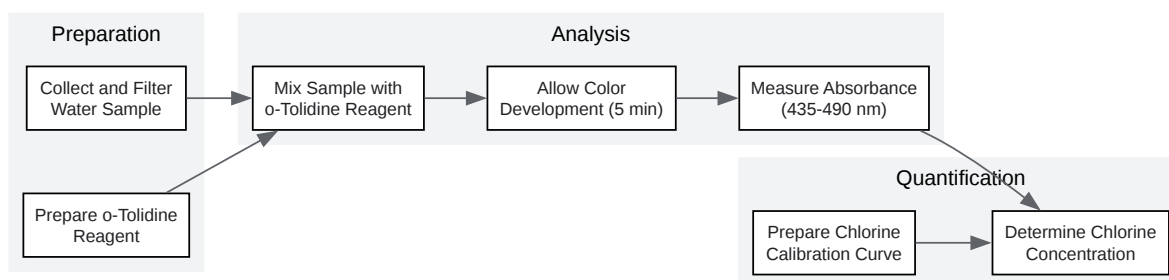 Preparation
Collect and Filter
Water Sample
Prepare o-Tolidine
Reagent
Analysis
Mix Sample with
o-Tolidine Reagent
Allow Color
Development (5 min)
Measure Absorbance
(435-490 nm)
Quantification
Prepare Chlorine
Calibration Curve
Determine Chlorine
Concentration